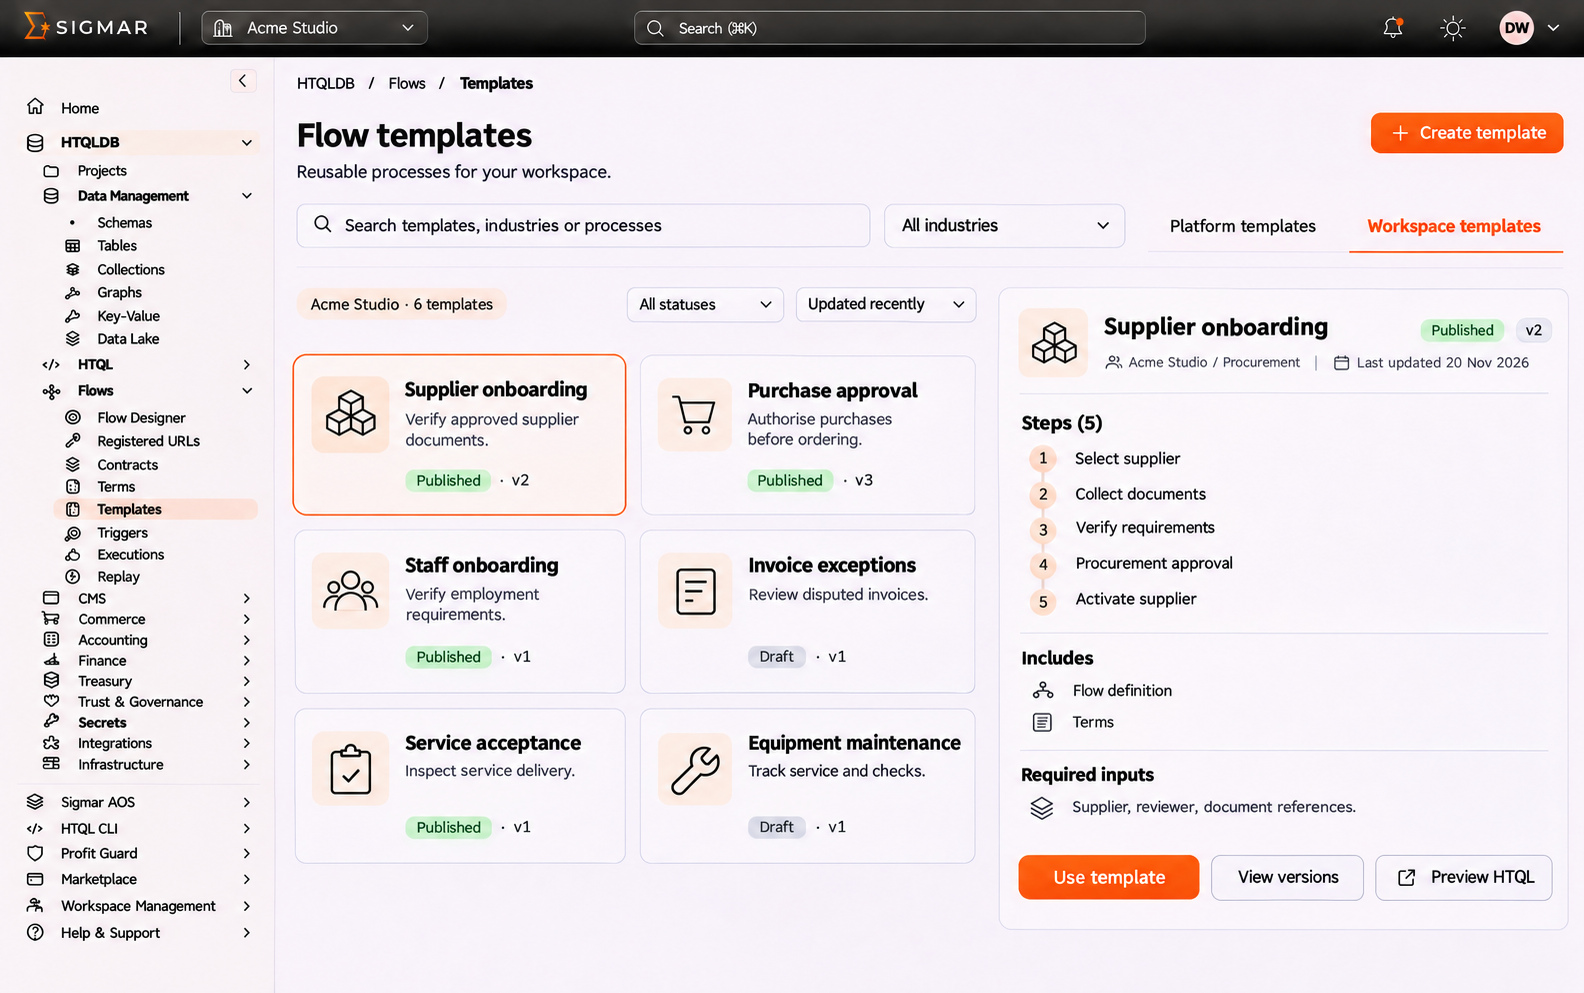 SIGMAR
Acme Studio
Search (⌘K)
DW
Home
HTQLDB
Projects
Data Management
Schemas
Tables
Collections
Graphs
Key-Value
Data Lake
HTQL
Flows
Flow Designer
Registered URLs
Contracts
Terms
Templates
Triggers
Executions
Replay
CMS
Commerce
Accounting
Finance
Treasury
Trust & Governance
Secrets
Integrations
Infrastructure
Sigmar AOS
HTQL CLI
Profit Guard
Marketplace
Workspace Management
Help & Support
HTQLDB / Flows / Templates
Flow templates
Reusable processes for your workspace.
Create template
Search templates, industries or processes
All industries
Platform templates
Workspace templates
Acme Studio · 6 templates
All statuses
Updated recently
Supplier onboarding
Verify approved supplier
documents.
Published · v2
Purchase approval
Authorise purchases
before ordering.
Published · v3
Staff onboarding
Verify employment
requirements.
Published · v1
Invoice exceptions
Review disputed invoices.
Draft · v1
Service acceptance
Inspect service delivery.
Published · v1
Equipment maintenance
Track service and checks.
Draft · v1
Supplier onboarding
Published v2
Acme Studio / Procurement | Last updated 20 Nov 2026
Steps (5)
1 Select supplier
2 Collect documents
3 Verify requirements
4 Procurement approval
5 Activate supplier
Includes
Flow definition
Terms
Required inputs
Supplier, reviewer, document references.
Use template
View versions
Preview HTQL